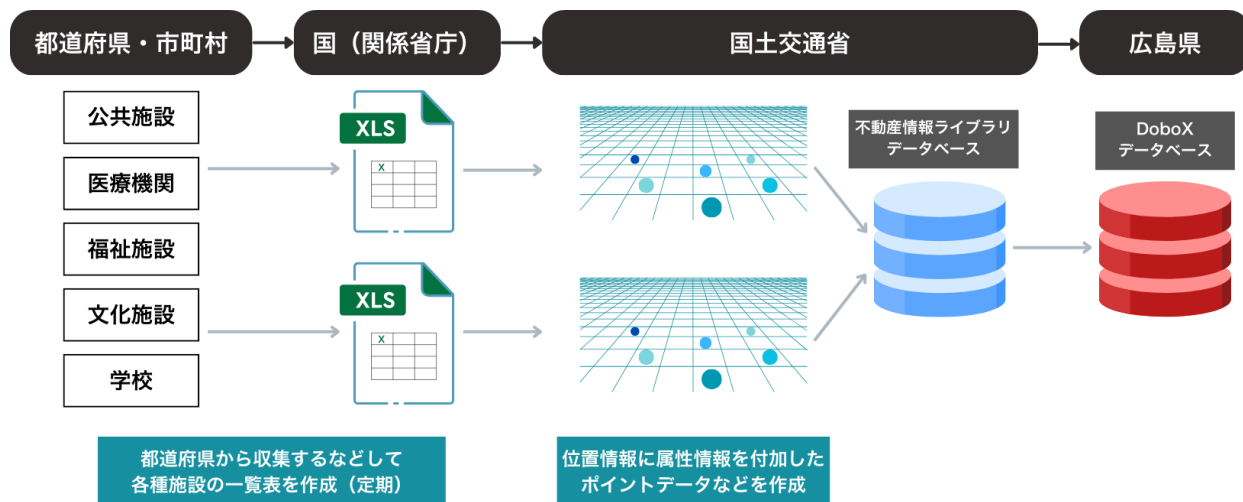 都道府県・市町村
国（関係省庁）
国土交通省
広島県
公共施設
医療機関
福祉施設
文化施設
学校
XLS
X
XLS
X
不動産情報ライブラリ
データベース
DoboX
データベース
都道府県から収集するなどして
各種施設の一覧表を作成（定期）
位置情報に属性情報を付加した
ポイントデータなどを作成